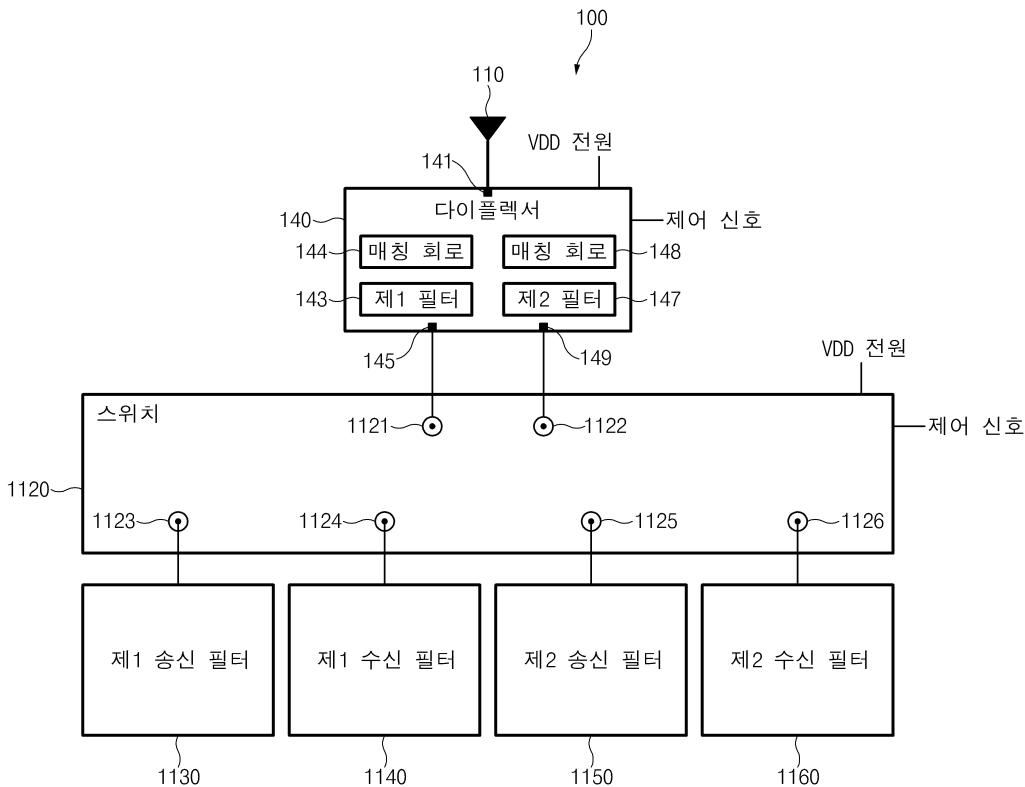 100
110
VDD 전원
141
140
다이플렉서
제어 신호
144
매칭 회로
매칭 회로
148
143
제1 필터
제2 필터
147
145
149
VDD 전원
스위치
1121
1122
제어 신호
1120
1123
1124
1125
1126
제1 송신 필터
제1 수신 필터
제2 송신 필터
제2 수신 필터
1130
1140
1150
1160